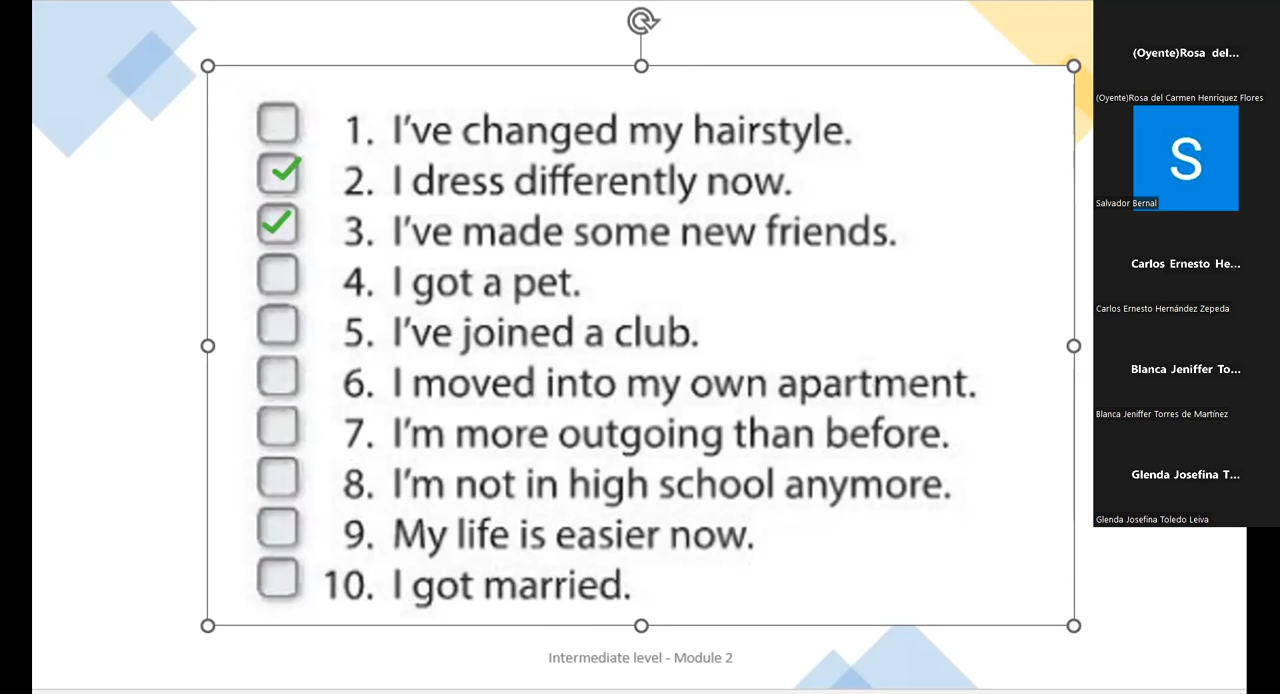 1. I've changed my hairstyle.
2. I dress differently now.
3. I've made some new friends.
4. I got a pet.
5. I've joined a club.
6. I moved into my own apartment.
7. I'm more outgoing than before.
8. I'm not in high school anymore.
9. My life is easier now.
10. I got married.
Intermediate level - Module 2
(Oyente)Rosa del...
(Oyente)Rosa del Carmen Henriquez Flores
S
Salvador Bernal
Carlos Ernesto He...
Carlos Ernesto Hernández Zepeda
Blanca Jeniffer To...
Blanca Jeniffer Torres de Martínez
Glenda Josefina T...
Glenda Josefina Toledo Leiva